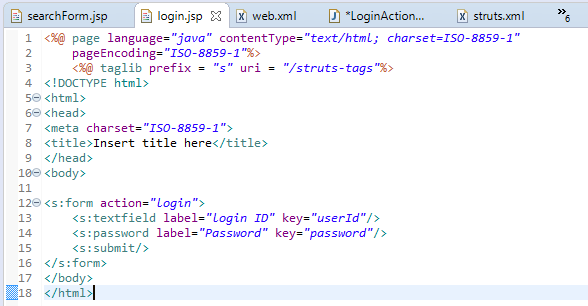 searchForm.jsp login.jsp web.xml *LoginAction... struts.xml »6
1 <%@ page language="java" contentType="text/html; charset=ISO-8859-1"
2 pageEncoding="ISO-8859-1"%>
3 <%@ taglib prefix = "s" uri = "/struts-tags"%>
4 <!DOCTYPE html>
5 <html>
6 <head>
7 <meta charset="ISO-8859-1">
8 <title>Insert title here</title>
9 </head>
10 <body>
11
12 <s:form action="login">
13 <s:textfield label="login ID" key="userId"/>
14 <s:password label="Password" key="password"/>
15 <s:submit/>
16 </s:form>
17 </body>
18 </html>